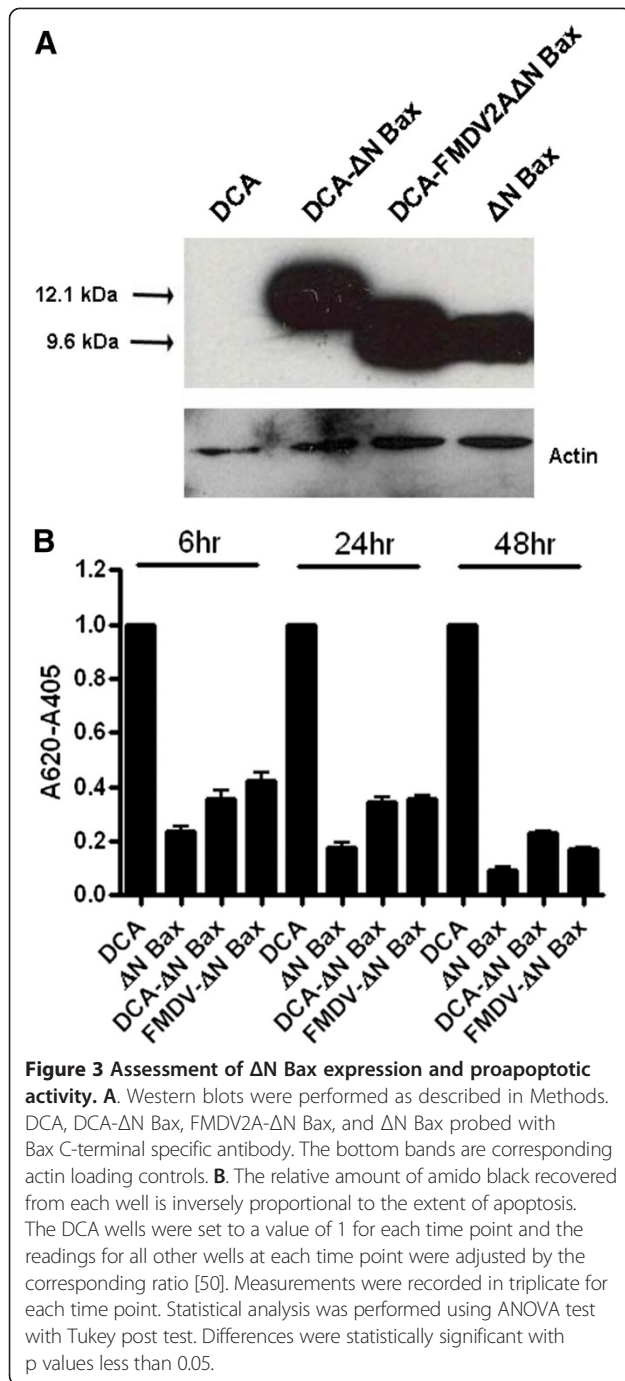 A
DCA
DCA-ΔN Bax
DCA-FMDV2AΔN Bax
ΔN Bax
12.1 kDa
9.6 kDa
Actin
B
6hr 24hr 48hr
1.2
1.0
0.8
0.6
0.4
0.2
0.0
A620-A405
DCA
ΔN Bax
DCA-ΔN Bax
FMDV-ΔN Bax
DCA
ΔN Bax
DCA-ΔN Bax
FMDV-ΔN Bax
DCA
ΔN Bax
DCA-ΔN Bax
FMDV-ΔN Bax
Figure 3 Assessment of ΔN Bax expression and proapoptotic
activity. A. Western blots were performed as described in Methods.
DCA, DCA-ΔN Bax, FMDV2A-ΔN Bax, and ΔN Bax probed with
Bax C-terminal specific antibody. The bottom bands are corresponding
actin loading controls. B. The relative amount of amido black recovered
from each well is inversely proportional to the extent of apoptosis.
The DCA wells were set to a value of 1 for each time point and the
readings for all other wells at each time point were adjusted by the
corresponding ratio [50]. Measurements were recorded in triplicate for
each time point. Statistical analysis was performed using ANOVA test
with Tukey post test. Differences were statistically significant with
p values less than 0.05.